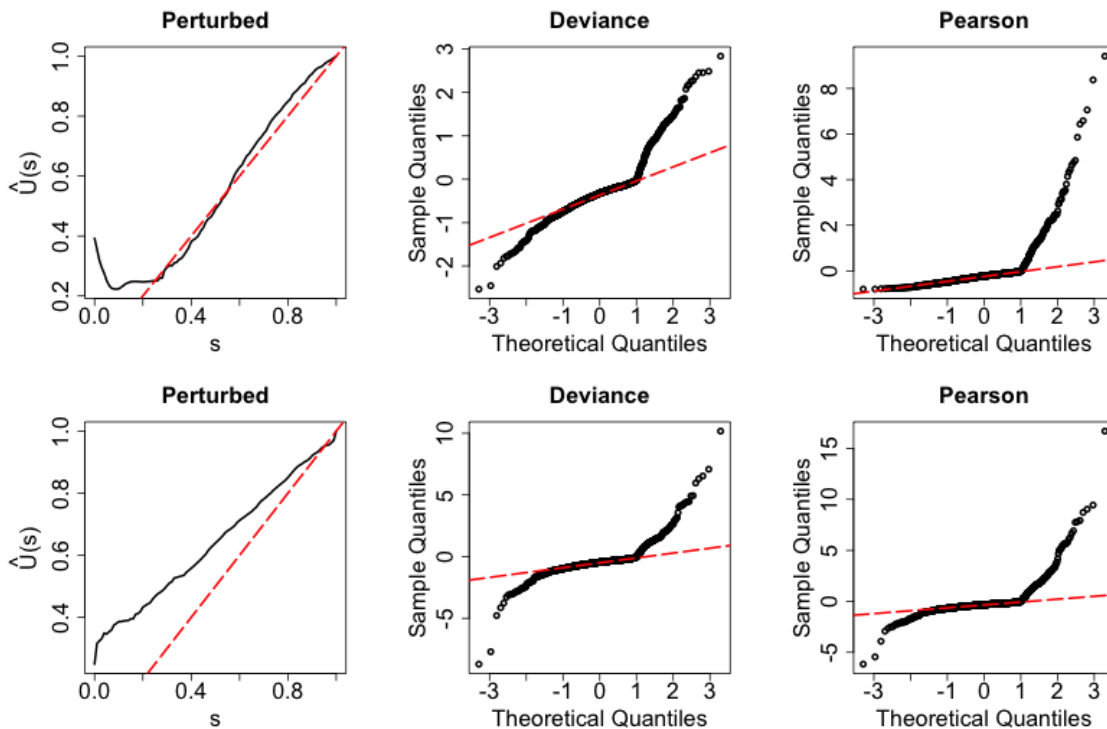 Perturbed
Û(s)
0.2 0.4 0.6 0.8 1.0
0.0 0.4 0.8
s
Deviance
Sample Quantiles
-2 -1 0 1 2 3
-3 -1 0 1 2 3
Theoretical Quantiles
Pearson
Sample Quantiles
0 2 4 6 8
-3 -1 0 1 2 3
Theoretical Quantiles
Perturbed
Û(s)
0.4 0.6 0.8 1.0
0.0 0.4 0.8
s
Deviance
Sample Quantiles
-5 0 5 10
-3 -1 0 1 2 3
Theoretical Quantiles
Pearson
Sample Quantiles
-5 0 5 10 15
-3 -1 0 1 2 3
Theoretical Quantiles